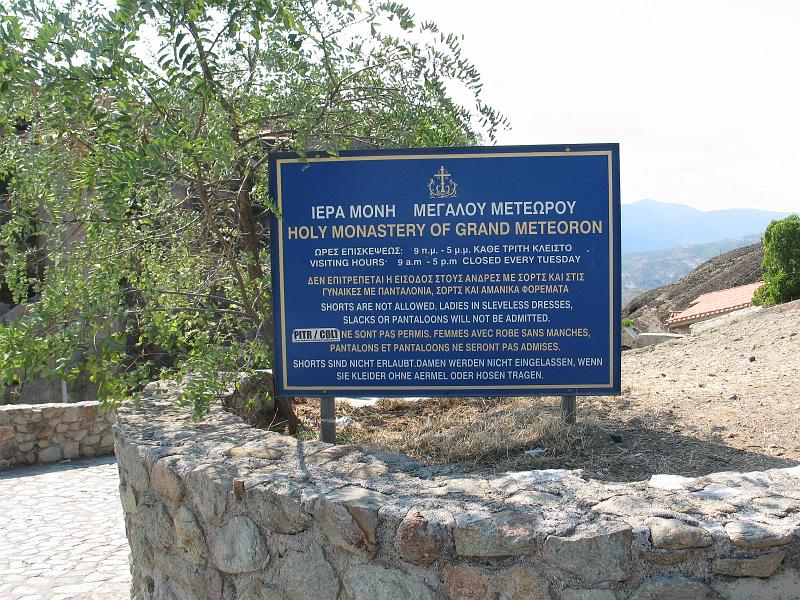 ΙΕΡΑ ΜΟΝΗ ΜΕΓΑΛΟΥ ΜΕΤΕΩΡΟΥ
HOLY MONASTERY OF GRAND METEORON
ΩΡΕΣ ΕΠΙΣΚΕΨΕΩΣ: 9 π.μ. - 5 μ.μ. ΚΑΘΕ ΤΡΙΤΗ ΚΛΕΙΣΤΟ
VISITING HOURS· 9 a.m - 5 p.m CLOSED EVERY TUESDAY
ΔΕΝ ΕΠΙΤΡΕΠΕΤΑΙ Η ΕΙΣΟΔΟΣ ΣΤΟΥΣ ΑΝΔΡΕΣ ΜΕ ΣΟΡΤΣ ΚΑΙ ΣΤΙΣ
ΓΥΝΑΙΚΕΣ ΜΕ ΠΑΝΤΑΛΟΝΙΑ, ΣΟΡΤΣ ΚΑΙ ΑΜΑΝΙΚΑ ΦΟΡΕΜΑΤΑ
SHORTS ARE NOT ALLOWED. LADIES IN SLEVELESS DRESSES,
SLACKS OR PANTALOONS WILL NOT BE ADMITTED.
PITR / COLT NE SONT PAS PERMIS. FEMMES AVEC ROBE SANS MANCHES,
PANTALONS ET PANTALOONS NE SERONT PAS ADMISES.
SHORTS SIND NICHT ERLAUBT.DAMEN WERDEN NICHT EINGELASSEN, WENN
SIE KLEIDER OHNE AERMEL ODER HOSEN TRAGEN.